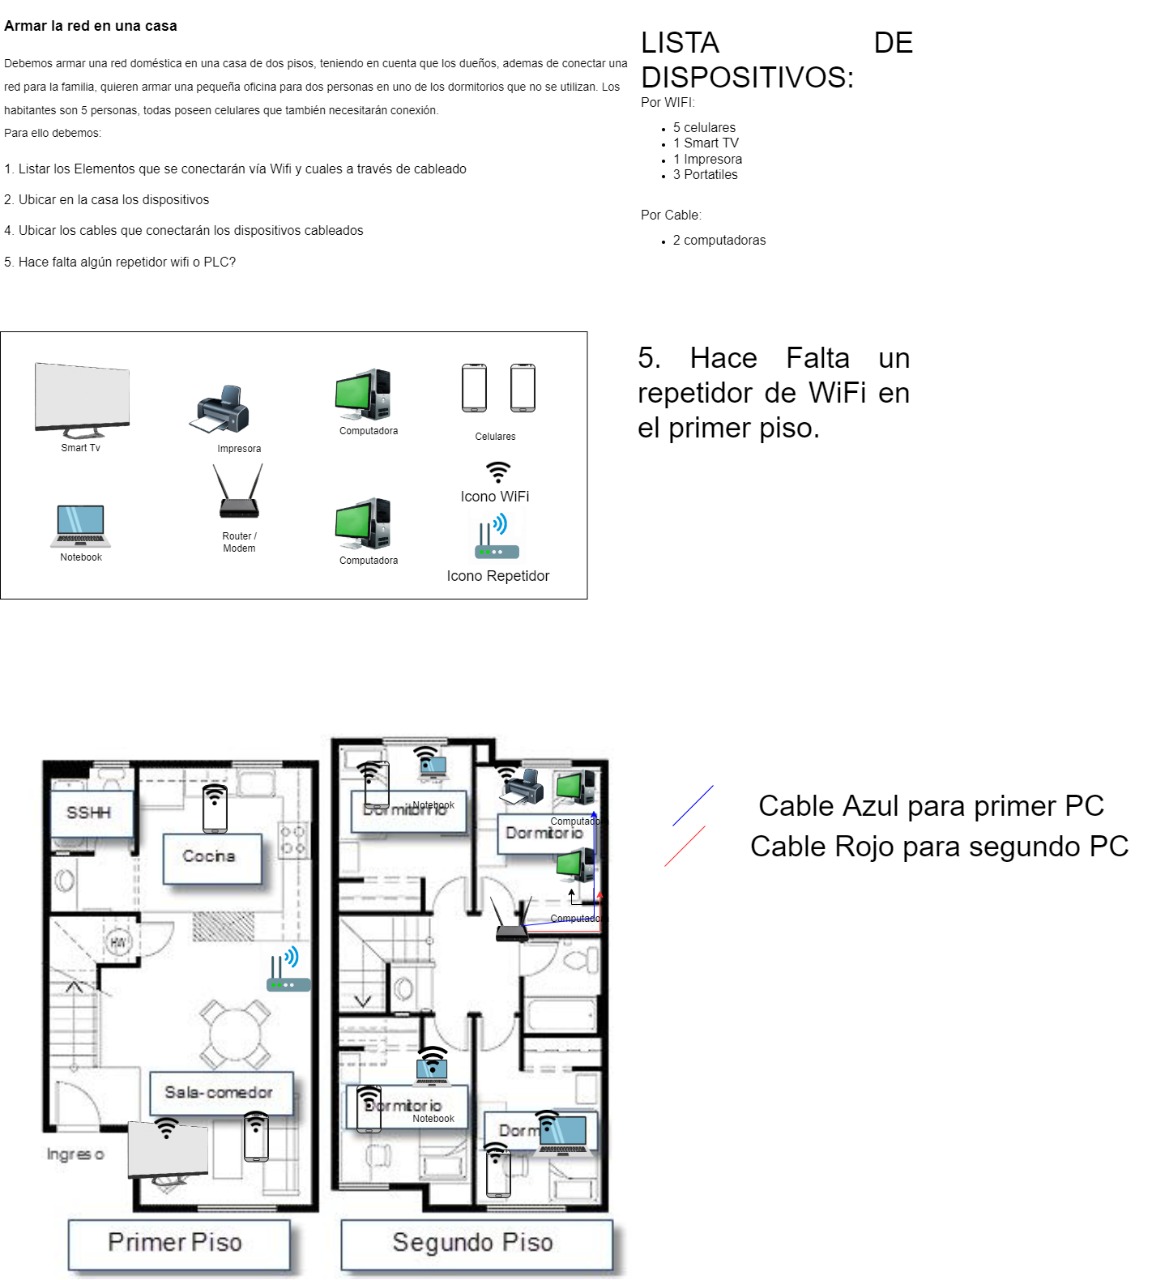 Armar la red en una casa
Debemos armar una red doméstica en una casa de dos pisos, teniendo en cuenta que los dueños, ademas de conectar una
red para la familia, quieren armar una pequeña oficina para dos personas en uno de los dormitorios que no se utilizan. Los
habitantes son 5 personas, todas poseen celulares que también necesitarán conexión.
Para ello debemos:
1. Listar los Elementos que se conectarán vía Wifi y cuales a través de cableado
2. Ubicar en la casa los dispositivos
4. Ubicar los cables que conectarán los dispositivos cableados
5. Hace falta algún repetidor wifi o PLC?
LISTA DE
DISPOSITIVOS:
Por WIFI:
• 5 celulares
• 1 Smart TV
• 1 Impresora
• 3 Portatiles
Por Cable:
• 2 computadoras
Smart Tv
Impresora
Computadora
Celulares
Icono WiFi
Notebook
Router /
Modem
Computadora
Icono Repetidor
5. Hace Falta un
repetidor de WiFi en
el primer piso.
SSHH
Cocina
HW
Sala-comedor
Ingreso
Primer Piso
Dormitorio
Notebook
Dormitorio
Computado
Computado
Dormitorio
Notebook
Dorm
Segundo Piso
Cable Azul para primer PC
Cable Rojo para segundo PC